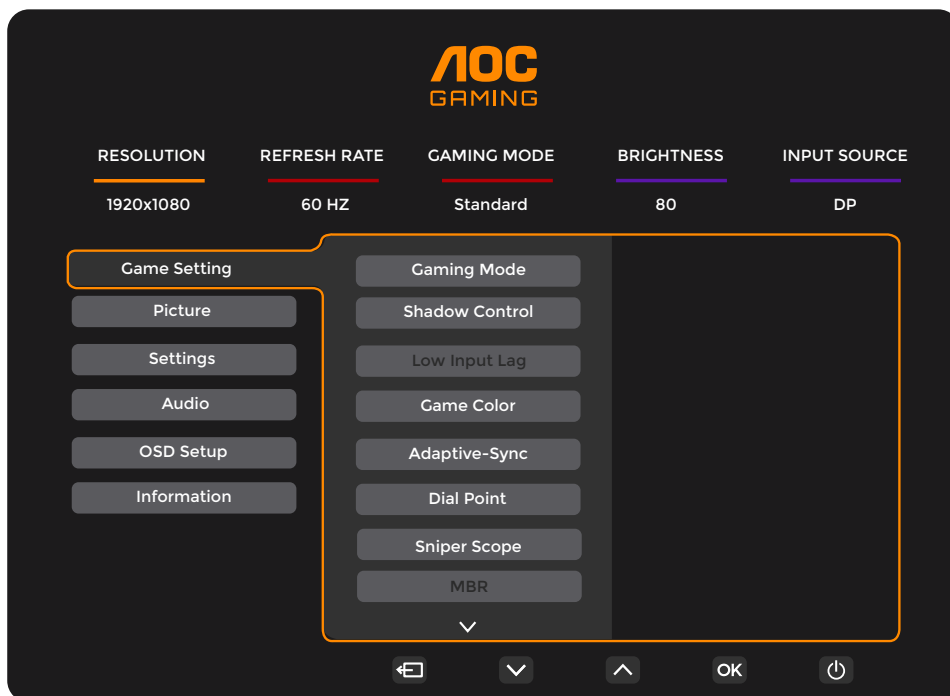 AOC
GAMING
RESOLUTION REFRESH RATE GAMING MODE BRIGHTNESS INPUT SOURCE
1920x1080 60 HZ Standard 80 DP
Game Setting
Picture
Settings
Audio
OSD Setup
Information
Gaming Mode
Shadow Control
Low Input Lag
Game Color
Adaptive-Sync
Dial Point
Sniper Scope
MBR
OK